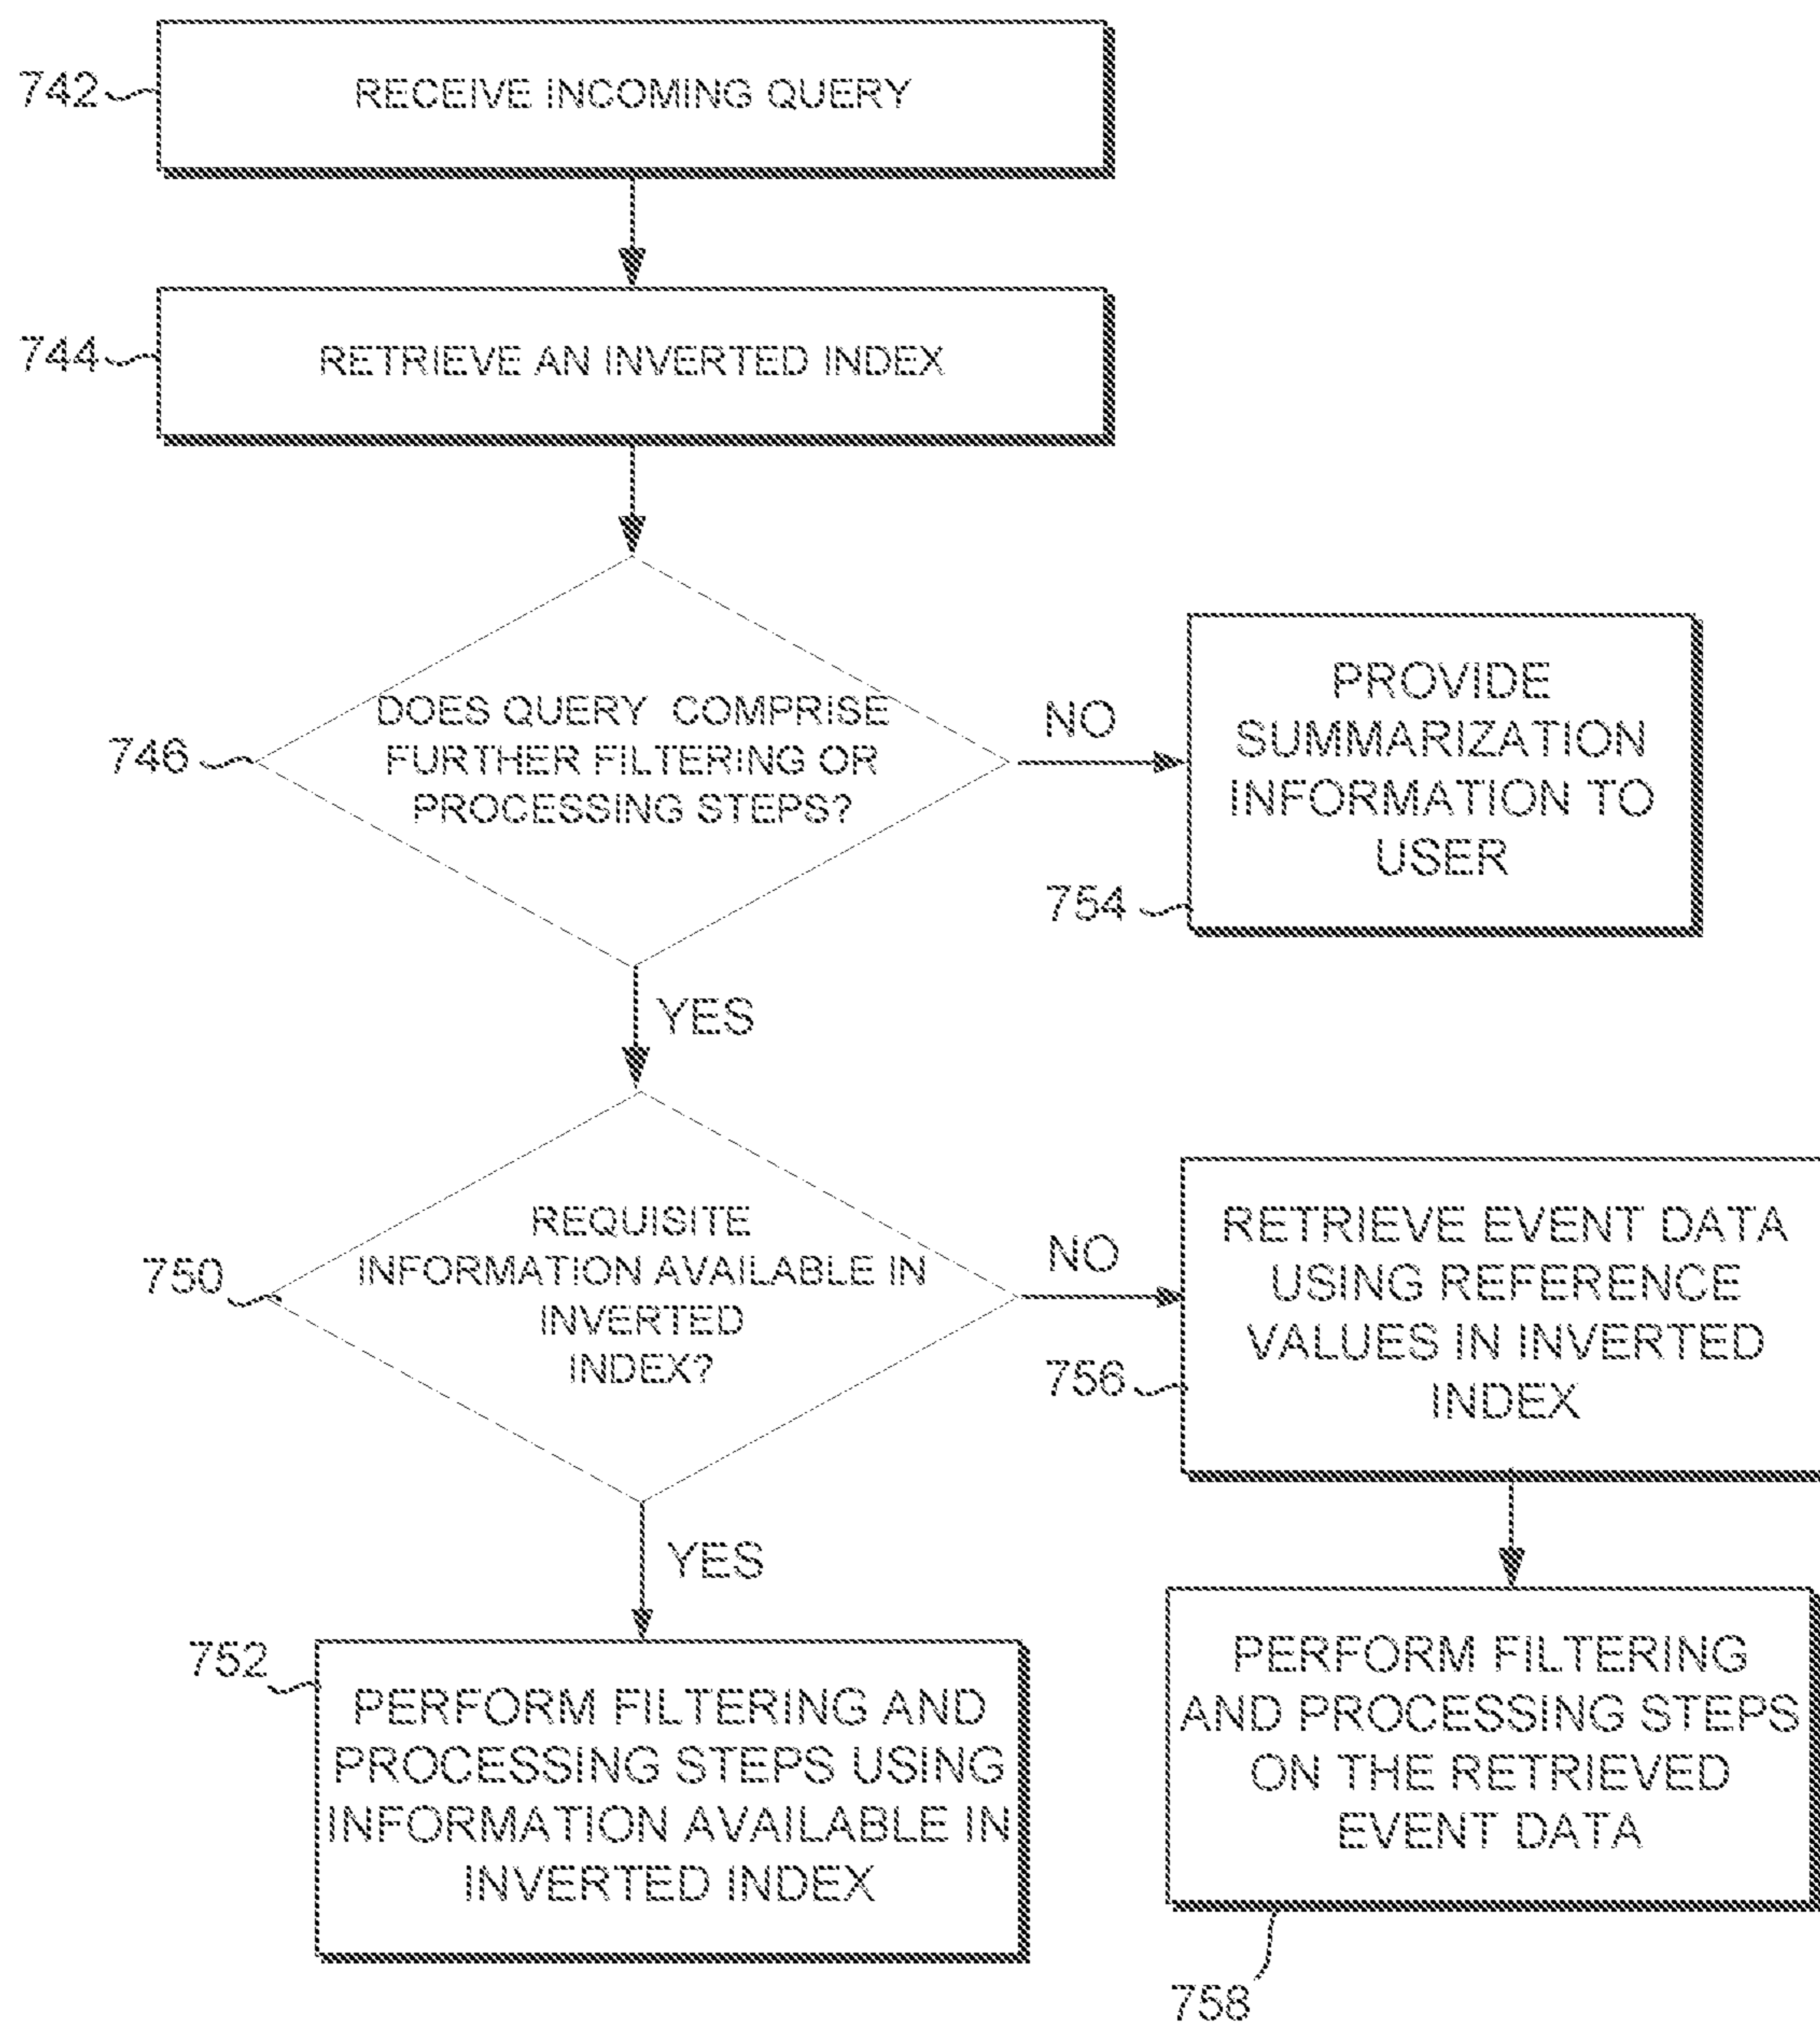 742
RECEIVE INCOMING QUERY
744
RETRIEVE AN INVERTED INDEX
746
DOES QUERY COMPRISE
FURTHER FILTERING OR
PROCESSING STEPS?
NO
PROVIDE
SUMMARIZATION
INFORMATION TO
USER
754
YES
750
REQUISITE
INFORMATION AVAILABLE IN
INVERTED
INDEX?
NO
RETRIEVE EVENT DATA
USING REFERENCE
VALUES IN INVERTED
INDEX
756
YES
752
PERFORM FILTERING AND
PROCESSING STEPS USING
INFORMATION AVAILABLE IN
INVERTED INDEX
PERFORM FILTERING
AND PROCESSING STEPS
ON THE RETRIEVED
EVENT DATA
758